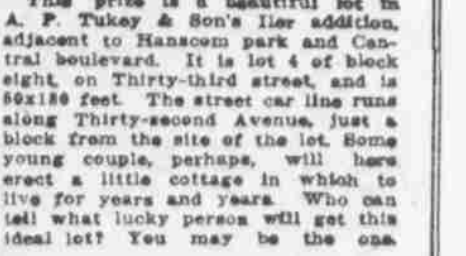 This prize is a beautiful lot in
A. P. Tukey & Son's Iler addition,
adjacent to Hanscom park and Cen-
tral boulevard. It is lot 4 of block
eight, on Thirty-third street, and is
feet. The street car line runs
along Thirty-second Avenue, just a
block from the site of the lot. Some
young couple, perhaps, will here
erect a little cottage in which to
live for years and years. Who can
tell what lucky person will get this
ideal lot? You may be the one.